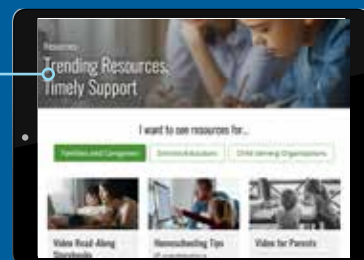 Resources
Trending Resources,
Timely Support
I want to see resources for...
Families and Caregivers
Schools/Educators
Child Serving Organizations
Video Read-Along
Storybooks
Homeschooling Tips
Video for Parents